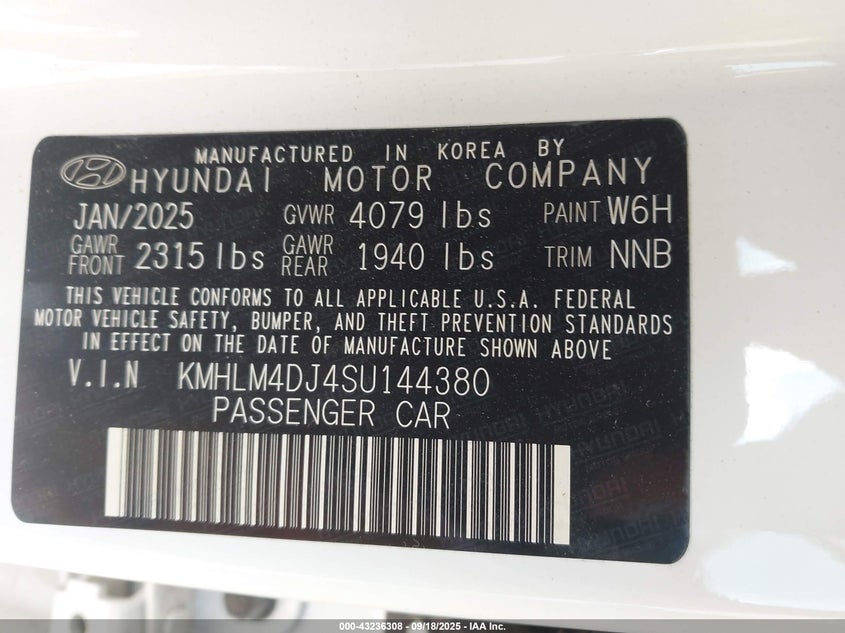 MANUFACTURED IN KOREA BY
HYUNDAI MOTOR COMPANY
JAN/2025 GVWR 4079 lbs PAINT W6H
GAWR FRONT 2315 lbs GAWR REAR 1940 lbs TRIM NNB
THIS VEHICLE CONFORMS TO ALL APPLICABLE U.S.A. FEDERAL
MOTOR VEHICLE SAFETY, BUMPER, AND THEFT PREVENTION STANDARDS
IN EFFECT ON THE DATE OF MANUFACTURE SHOWN ABOVE
V.I.N KMHLM4DJ4SU144380
PASSENGER CAR
000-43236308 - 09/18/2025 - IAA Inc.